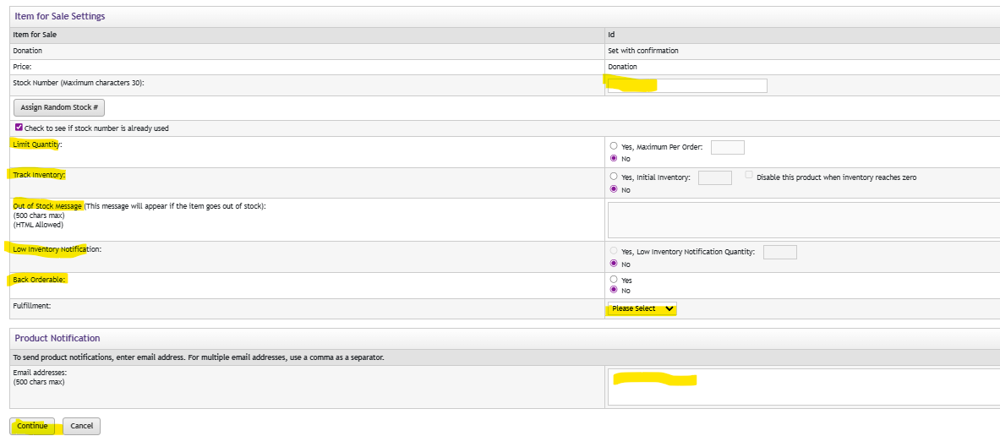 Item for Sale Settings
Item for Sale Id
Donation Set with confirmation
Price: Donation
Stock Number (Maximum characters 30):
Assign Random Stock #
Check to see if stock number is already used
Limit Quantity: Yes, Maximum Per Order:
No
Track Inventory: Yes, Initial Inventory: Disable this product when inventory reaches zero
No
Out of Stock Message (This message will appear if the item goes out of stock):
(500 chars max)
(HTML Allowed)
Low Inventory Notification: Yes, Low Inventory Notification Quantity:
No
Back Orderable: Yes
No
Fulfillment: Please Select
Product Notification
To send product notifications, enter email address. For multiple email addresses, use a comma as a separator.
Email addresses:
(500 chars max)
Continue Cancel